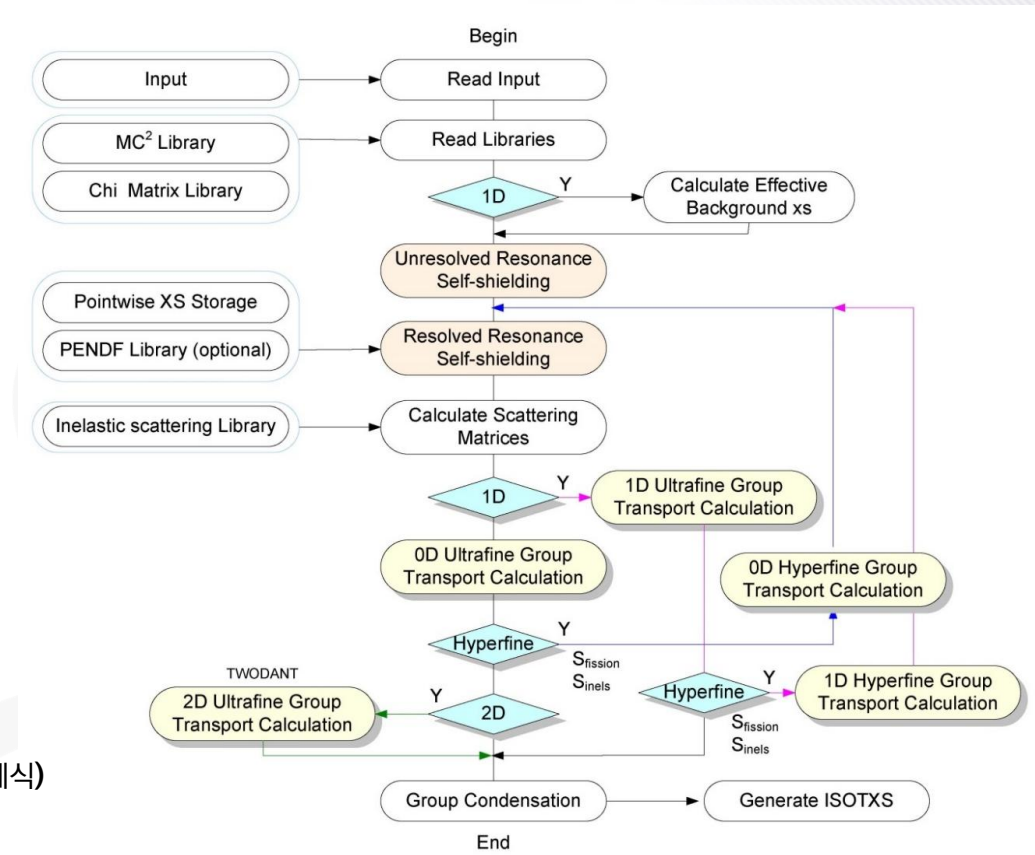 Begin
Input
Read Input
MC² Library
Read Libraries
Chi Matrix Library
1D
Y
Calculate Effective
Background xs
Unresolved Resonance
Self-shielding
Pointwise XS Storage
PENDF Library (optional)
Resolved Resonance
Self-shielding
Inelastic scattering Library
Calculate Scattering
Matrices
1D
Y
1D Ultrafine Group
Transport Calculation
0D Ultrafine Group
Transport Calculation
0D Hyperfine Group
Transport Calculation
Hyperfine
Y
Sfission
Sinels
TWODANT
2D Ultrafine Group
Transport Calculation
Y
2D
Hyperfine
Y
Sfission
Sinels
1D Hyperfine Group
Transport Calculation
식)
Group Condensation
Generate ISOTXS
End